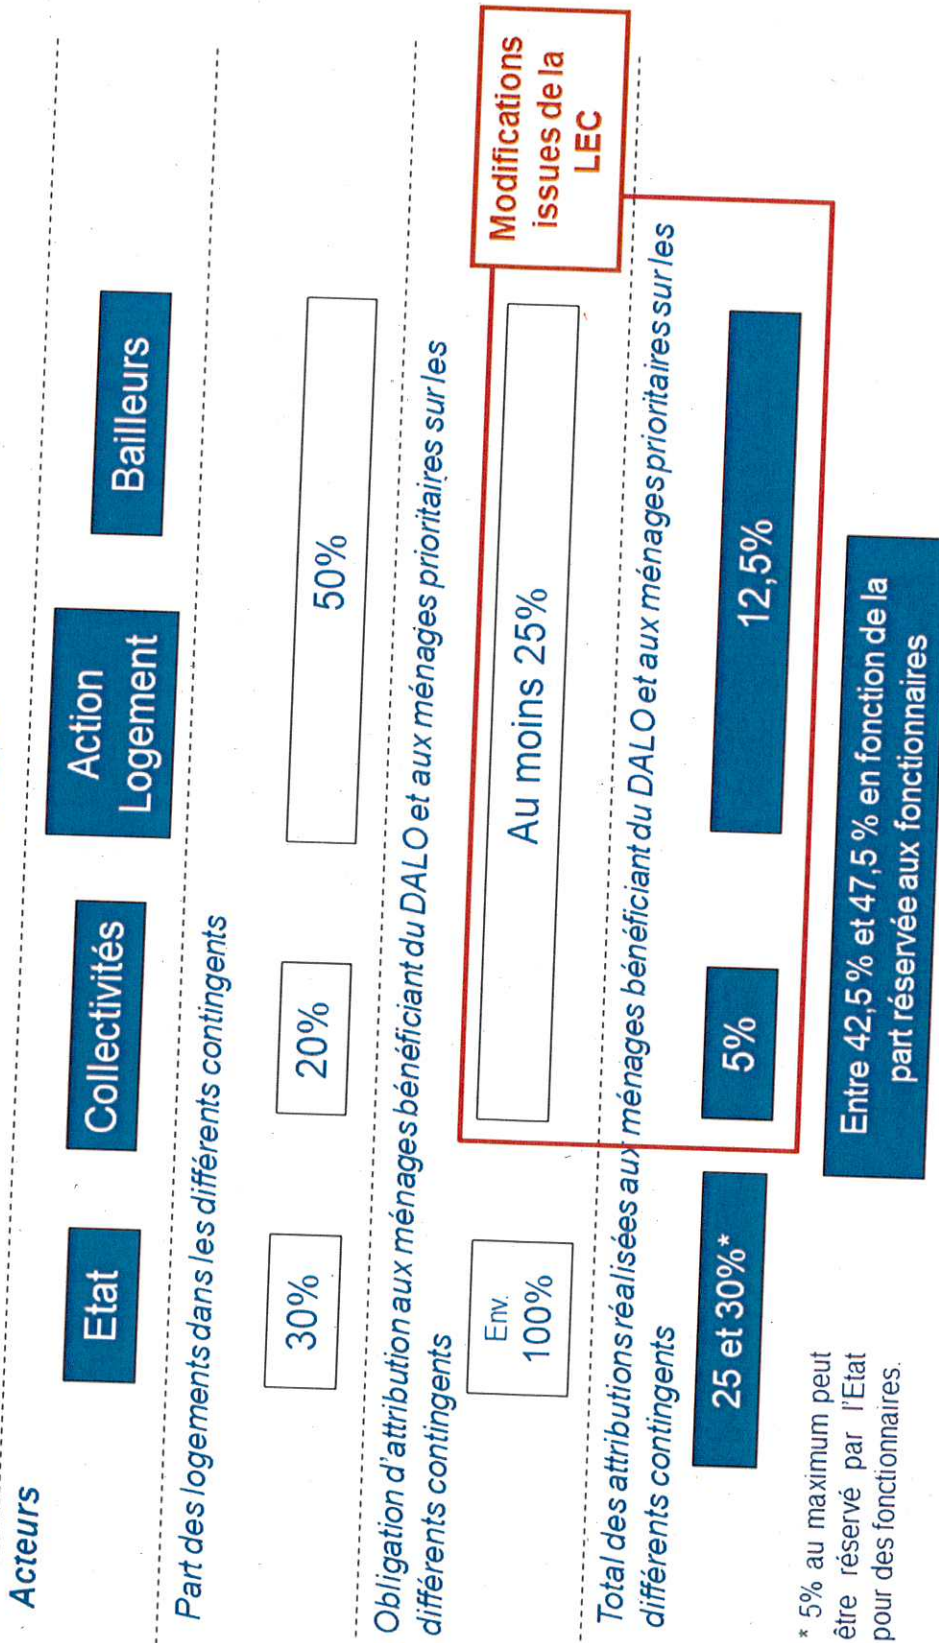 Acteurs
Etat
Collectivités
Action
Logement
Bailleurs
Part des logements dans les différents contingents
30%
20%
50%
Obligation d'attribution aux ménages bénéficiant du DALO et aux ménages prioritaires sur les
différents contingents
Env.
100%
Au moins 25%
Modifications
issues de la
LEC
Total des attributions réalisées aux ménages bénéficiant du DALO et aux ménages prioritaires sur les
différents contingents
25 et 30%*
5%
12,5%
* 5% au maximum peut
être réservé par l'Etat
pour des fonctionnaires.
Entre 42,5 % et 47,5 % en fonction de la
part réservée aux fonctionnaires